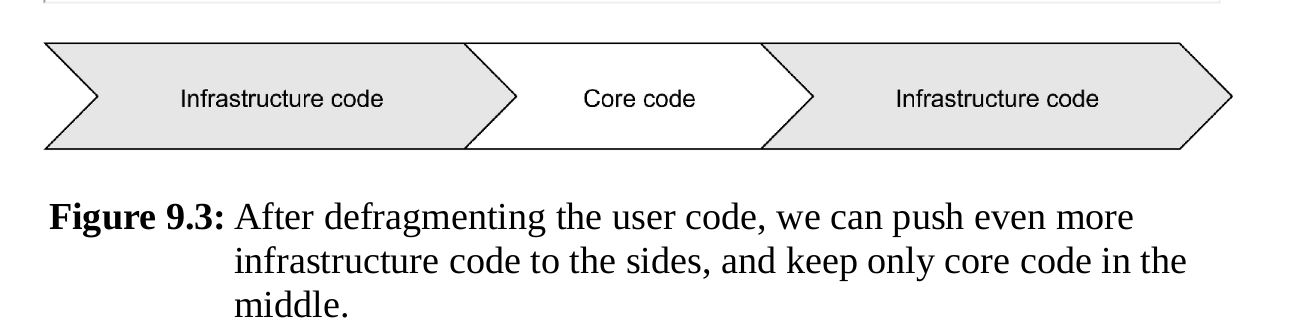 Infrastructure code
Core code
Infrastructure code
Figure 9.3: After defragmenting the user code, we can push even more
infrastructure code to the sides, and keep only core code in the
middle.